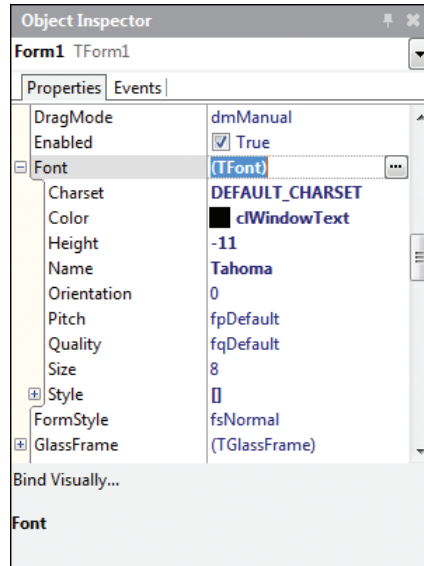 Object Inspector
Form1 TForm1
Properties Events
DragMode dmManual
Enabled True
Font (TFont) ...
Charset DEFAULT_CHARSET
Color clWindowText
Height -11
Name Tahoma
Orientation 0
Pitch fpDefault
Quality fqDefault
Size 8
Style []
FormStyle fsNormal
GlassFrame (TGlassFrame)
Bind Visually...
Font